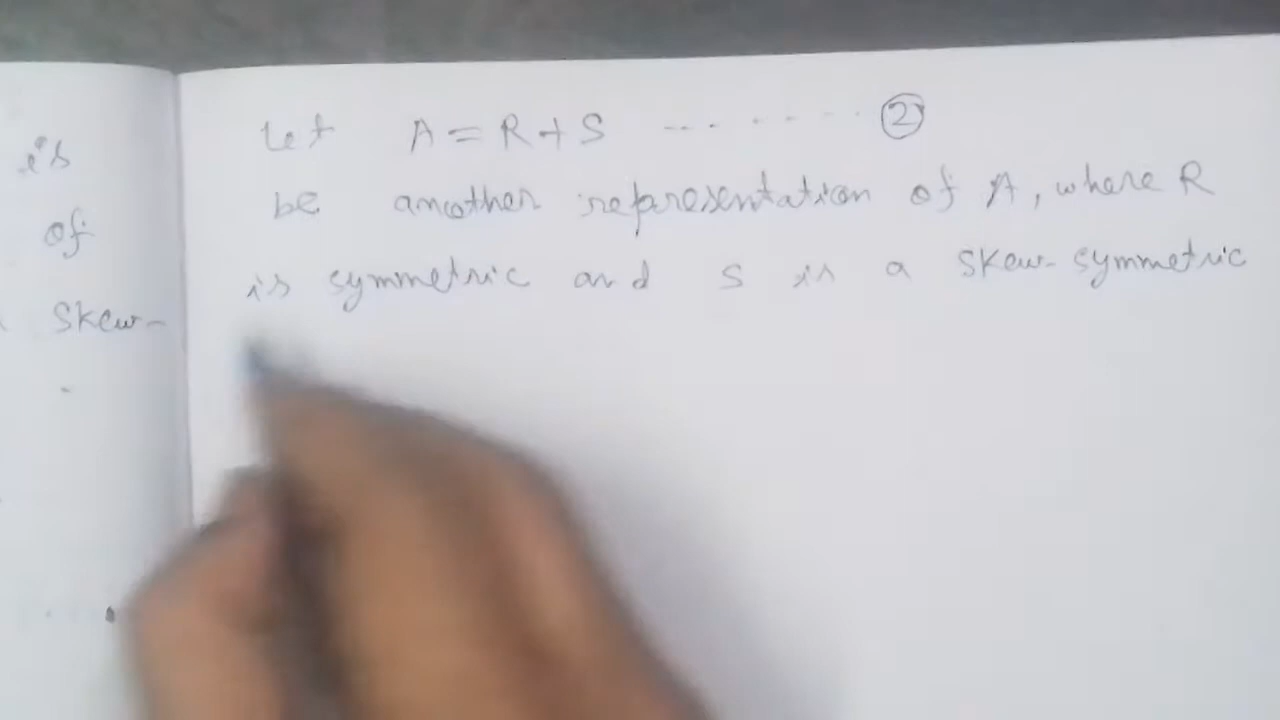 is
of
Skew-
Let A = R + S --. ...... ②
be another representation of A, where R
is symmetric and S is a skew-symmetric